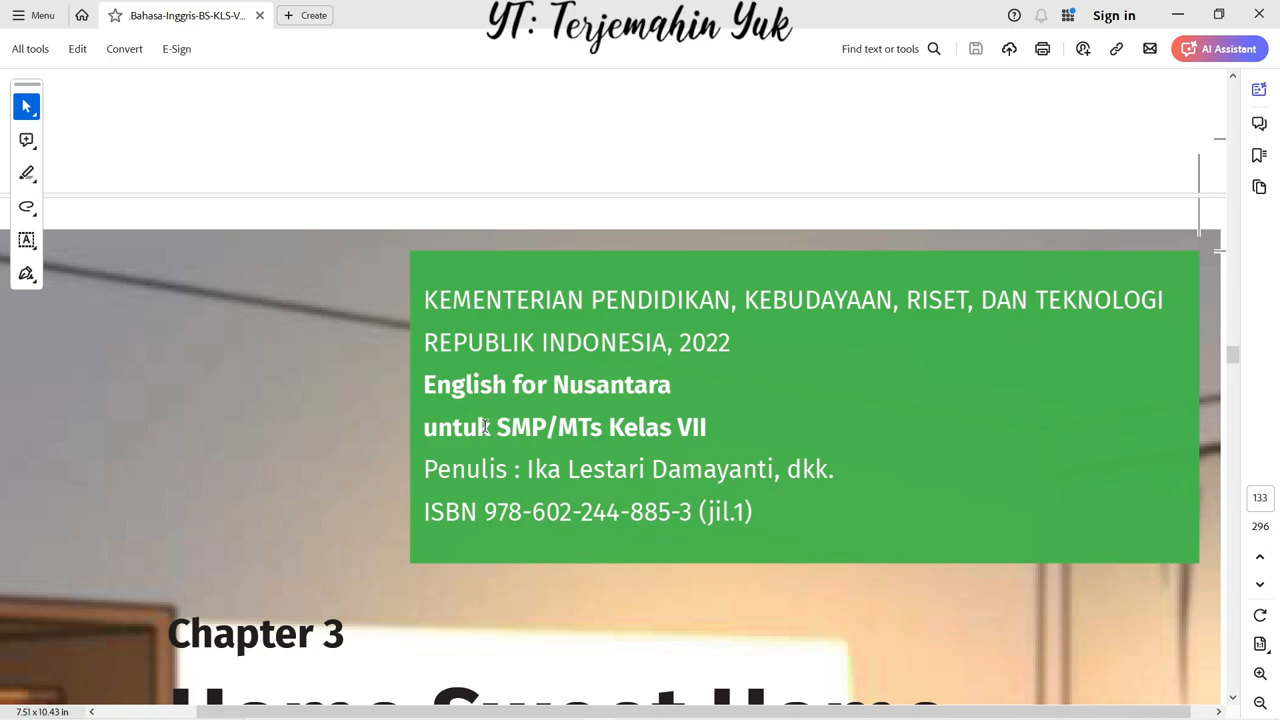 Menu
.Bahasa-Inggris-BS-KLS-V...
Create
YT: Terjemahin Yuk
Sign in
All tools
Edit
Convert
E-Sign
Find text or tools
AI Assistant
KEMENTERIAN PENDIDIKAN, KEBUDAYAAN, RISET, DAN TEKNOLOGI
REPUBLIK INDONESIA, 2022
English for Nusantara
untuk SMP/MTs Kelas VII
Penulis : Ika Lestari Damayanti, dkk.
ISBN 978-602-244-885-3 (jil.1)
133
296
Chapter 3
Home Sweet Home
7.51 x 10.43 in